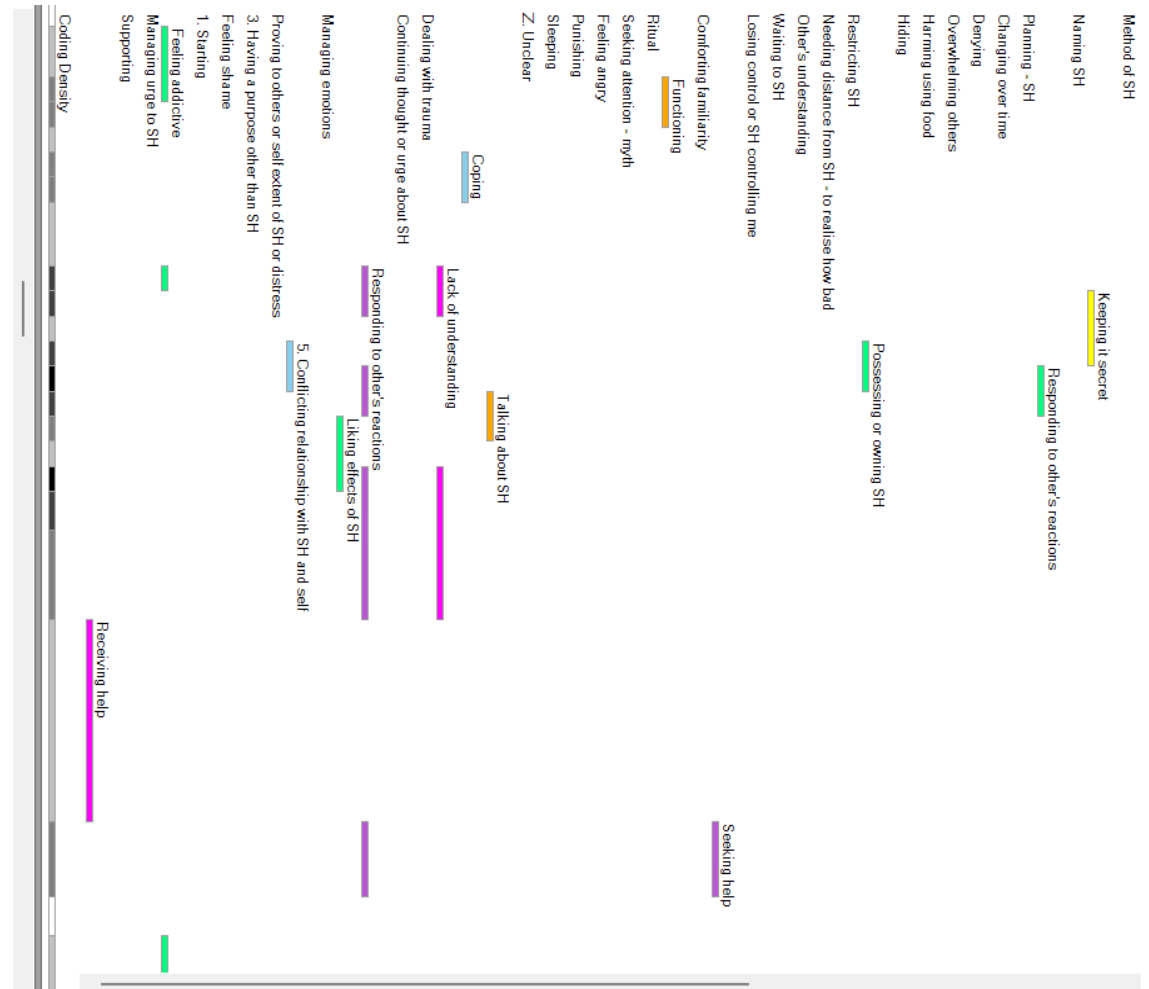 Method of SH
Keeping it secret
Naming SH
Responding to other's reactions
Planning - SH
Changing over time
Denying
Overwhelming others
Harming using food
Hiding
Possessing or owning SH
Restricting SH
Needing distance from SH - to realise how bad
Other's understanding
Waiting to SH
Losing control or SH controlling me
Seeking help
Comforting familiarity
Functioning
Ritual
Seeking attention - myth
Feeling angry
Punishing
Sleeping
Z. Unclear
Talking about SH
Coping
Lack of understanding
Dealing with trauma
Continuing thought or urge about SH
Responding to other's reactions
Liking effects of SH
Managing emotions
5. Conflicting relationship with SH and self
Proving to others or self extent of SH or distress
3. Having a purpose other than SH
Feeling shame
1. Starting
Feeling addictive
Managing urge to SH
Supporting
Receiving help
Coding Density